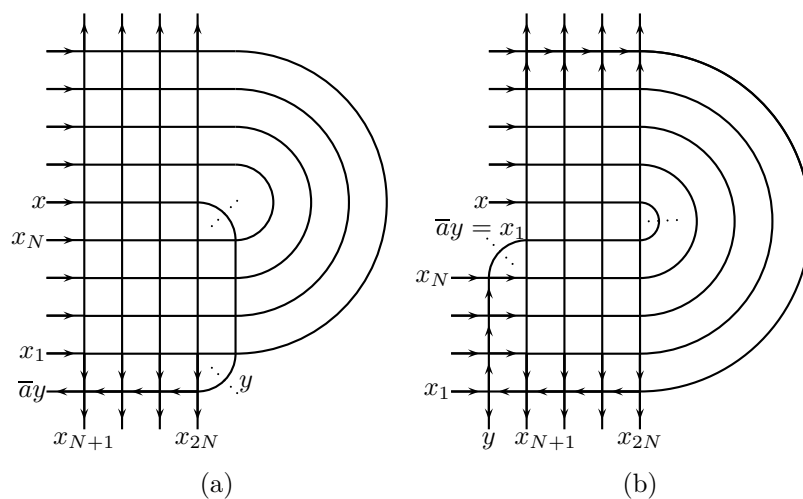 x
x_N
x_1
\overline{a}y
y
x_{N+1}
x_{2N}
(a)
x
\overline{a}y = x_1
x_N
x_1
y
x_{N+1}
x_{2N}
(b)